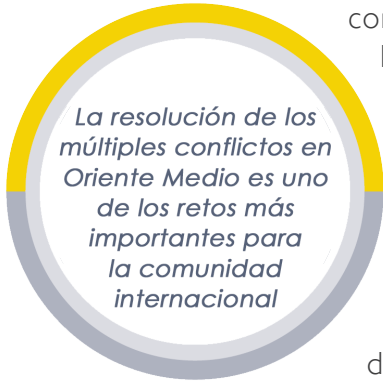 La resolución de los
múltiples conflictos en
Oriente Medio es uno
de los retos más
importantes para
la comunidad
internacional